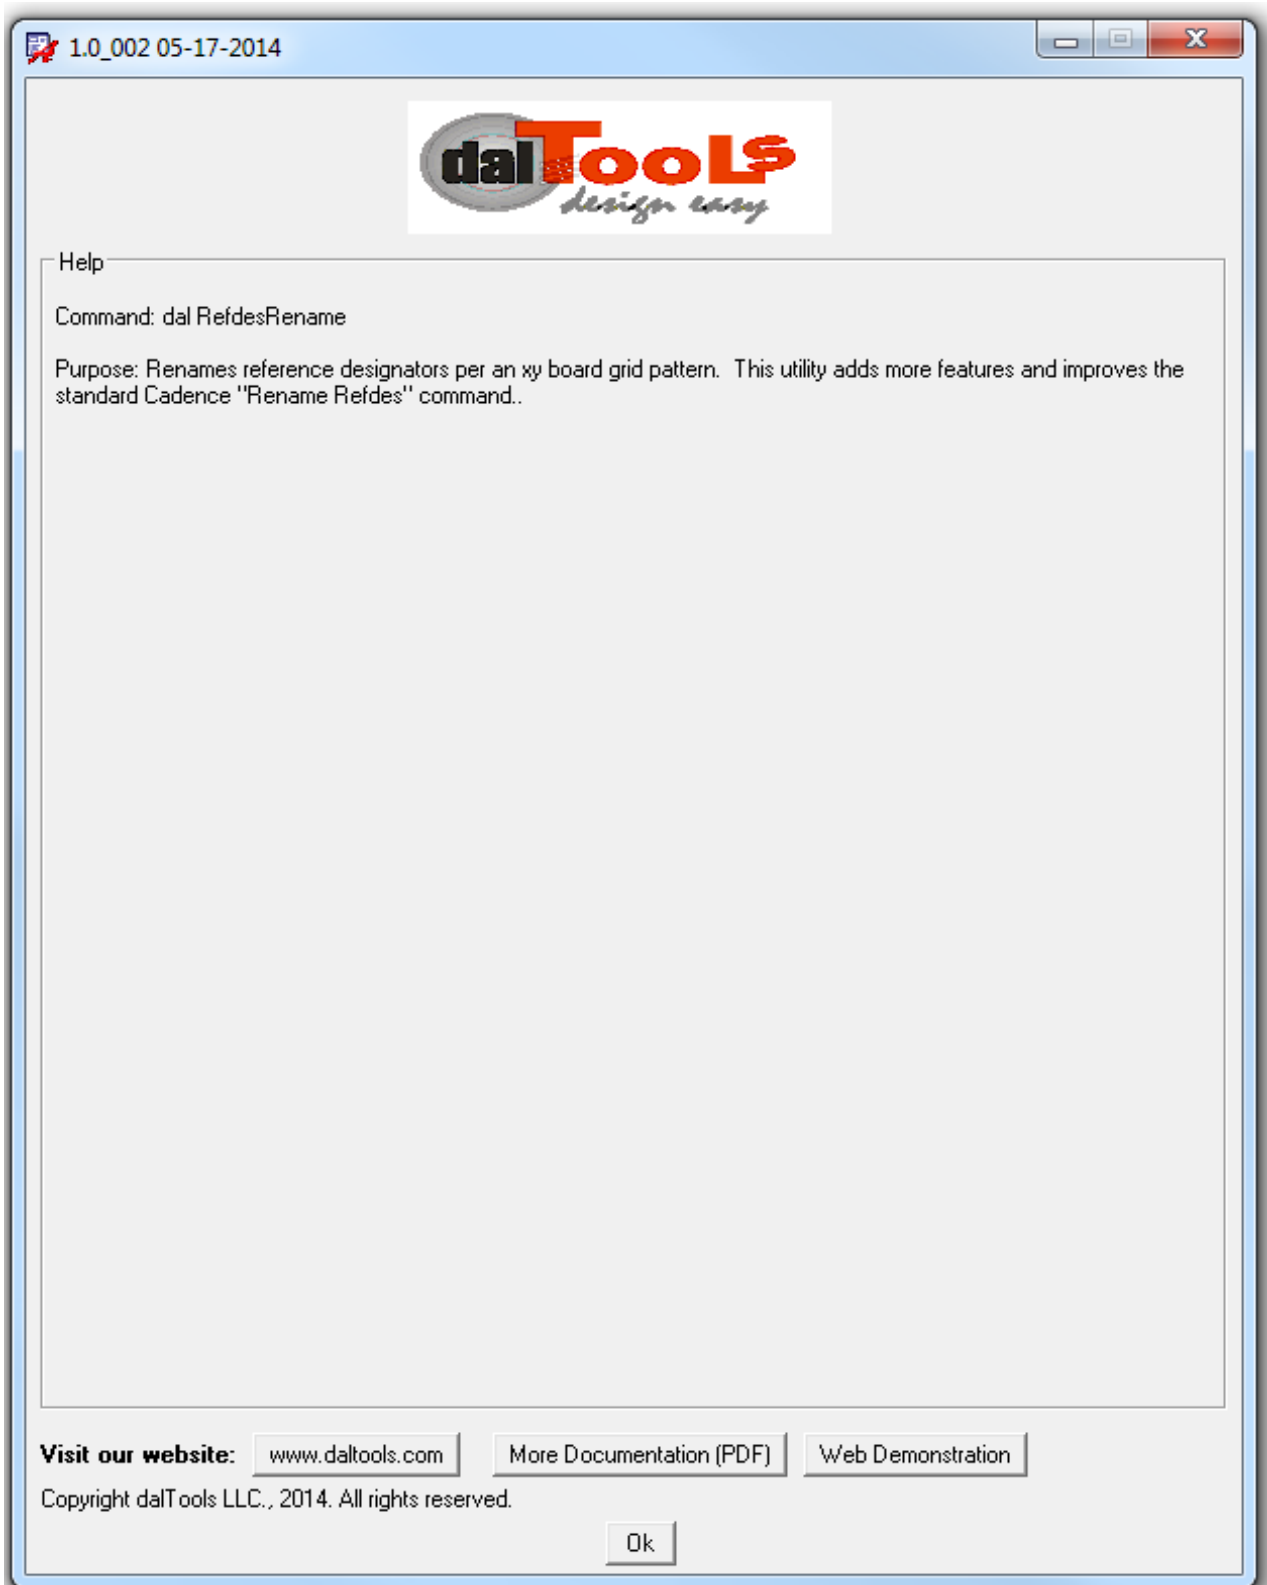 1.0_002 05-17-2014
dalTooLs
design easy
Help
Command: dal RefdesRename
Purpose: Renames reference designators per an xy board grid pattern.  This utility adds more features and improves the
standard Cadence "Rename Refdes" command..
Visit our website: www.daltools.com More Documentation (PDF) Web Demonstration
Copyright dalTools LLC., 2014. All rights reserved.
Ok